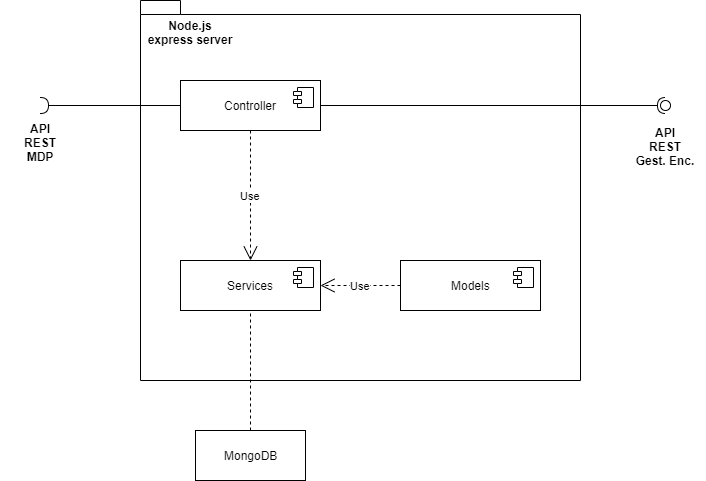 Node.js
express server
Controller
API
REST
MDP
API
REST
Gest. Enc.
Use
Services
Use
Models
MongoDB